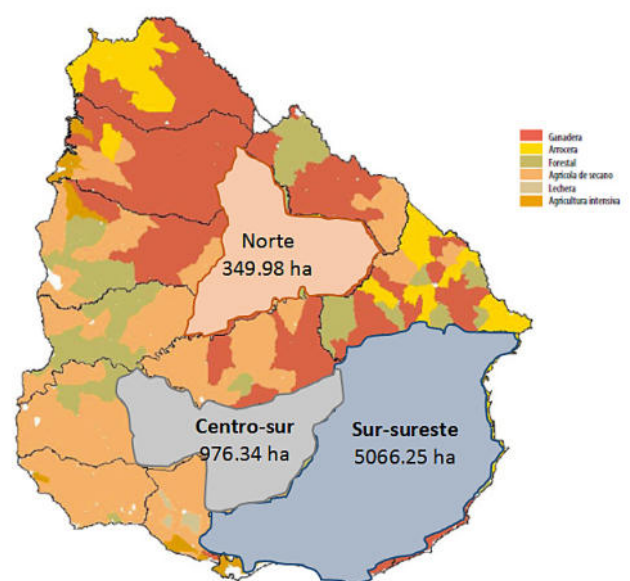 Ganadera
Arrocera
Forestal
Agrícola de secano
Lechera
Agricultura intensiva
Norte
349.98 ha
Centro-sur
976.34 ha
Sur-sureste
5066.25 ha